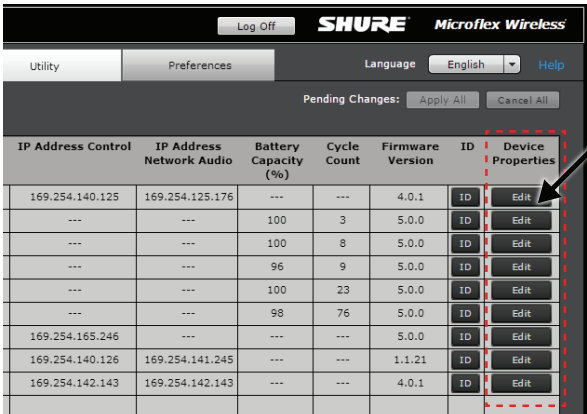 Log Off SHURE Microflex Wireless
Utility Preferences Language English Help
Pending Changes: Apply All Cancel All
IP Address Control IP Address Network Audio Battery Capacity (%) Cycle Count Firmware Version ID Device Properties
169.254.140.125 169.254.125.176 --- --- 4.0.1 ID Edit
--- --- 100 3 5.0.0 ID Edit
--- --- 100 8 5.0.0 ID Edit
--- --- 96 9 5.0.0 ID Edit
--- --- 100 23 5.0.0 ID Edit
--- --- 98 76 5.0.0 ID Edit
169.254.165.246 --- --- 5.0.0 ID Edit
169.254.140.126 169.254.141.245 --- --- 1.1.21 ID Edit
169.254.142.143 169.254.142.143 --- --- 4.0.1 ID Edit